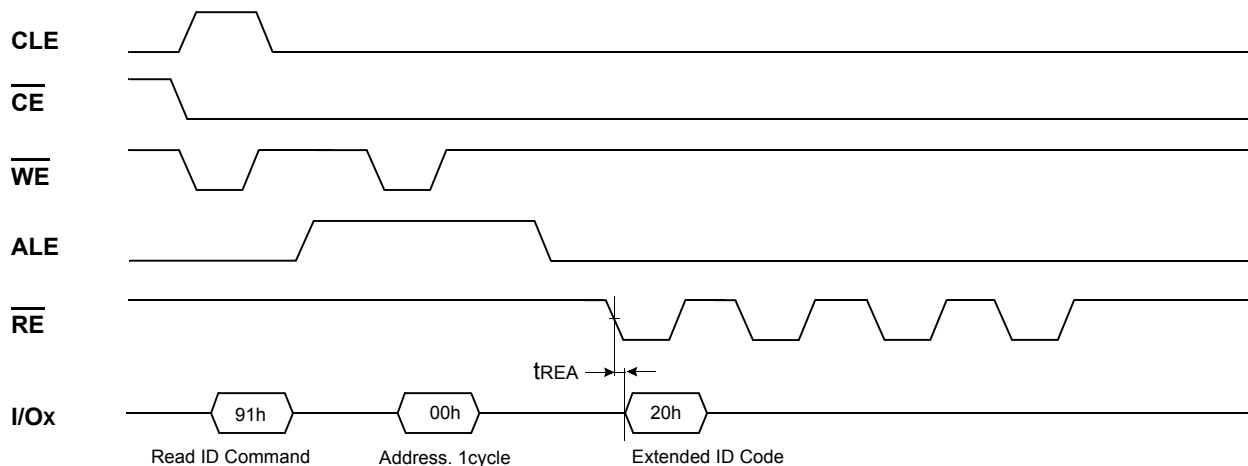 CLE
CE
WE
ALE
RE
tREA
I/Ox
91h
00h
20h
Read ID Command
Address. 1cycle
Extended ID Code